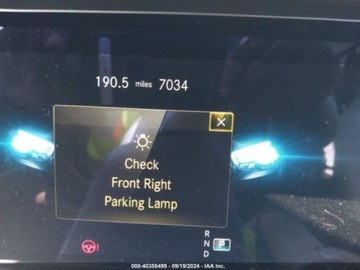 190.5 miles 7034
X
Check
Front Right
Parking Lamp
R
N
D P
© 000-40358499 - 09/19/2024 - IAA Inc.